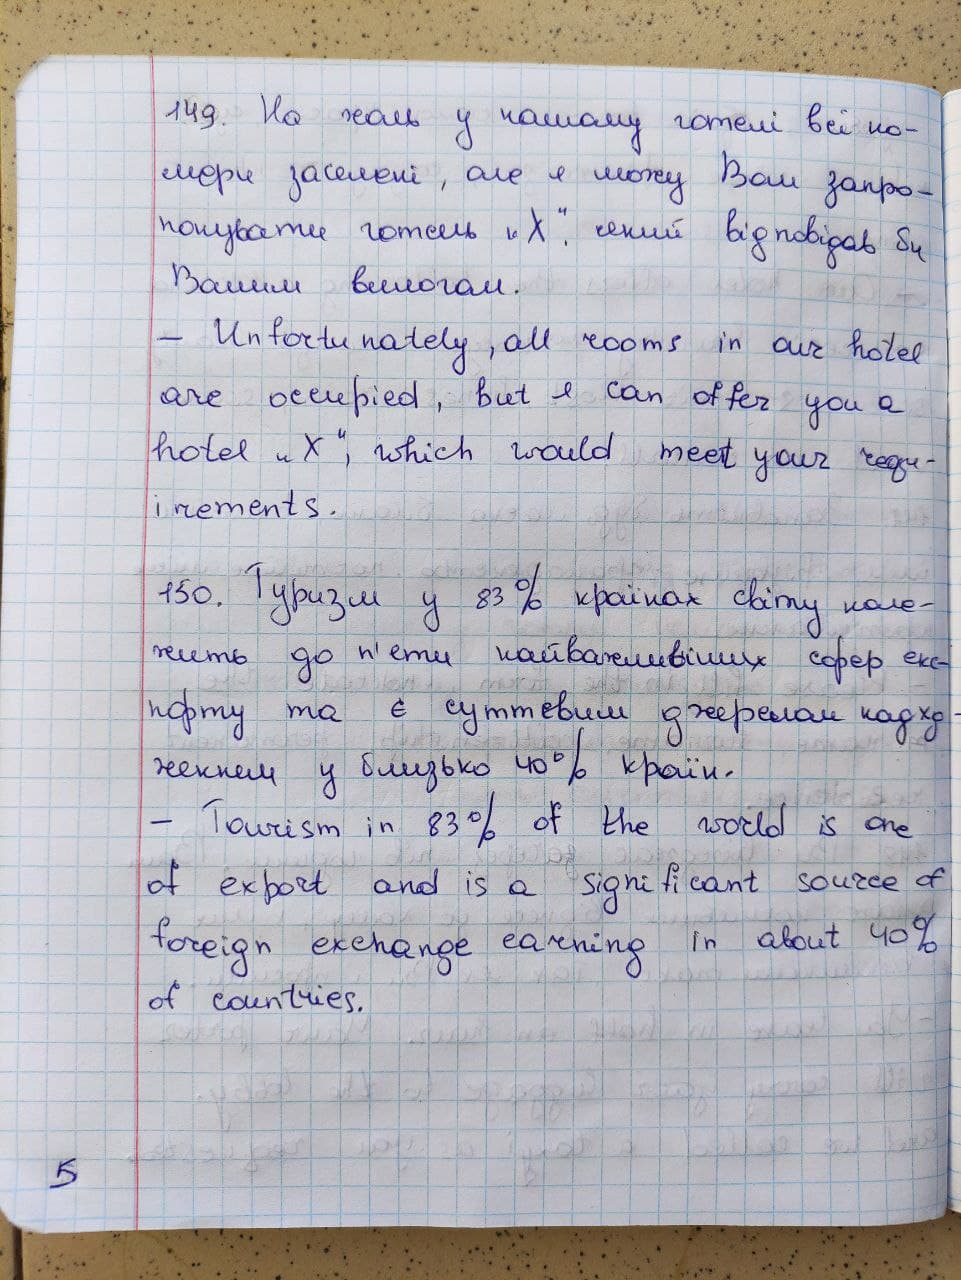 149. На жаль у нашому готелі всі но-
мери заселені, але я можу Вам запро-
понувати готель „X“, який відповідав би
Вашим вимогам.
– Unfortunately, all rooms in our hotel
are occupied, but I can offer you a
hotel „X“, which would meet your requ-
irements.
150. Туризм у 83% країнах світу нале-
жить до п'яти найважливіших сфер екс-
порту та є суттєвим джерелом надход-
женнем у близько 40% країн.
– Tourism in 83% of the world is one
of export and is a significant source of
foreign exchange earning in about 40%
of countries.
5